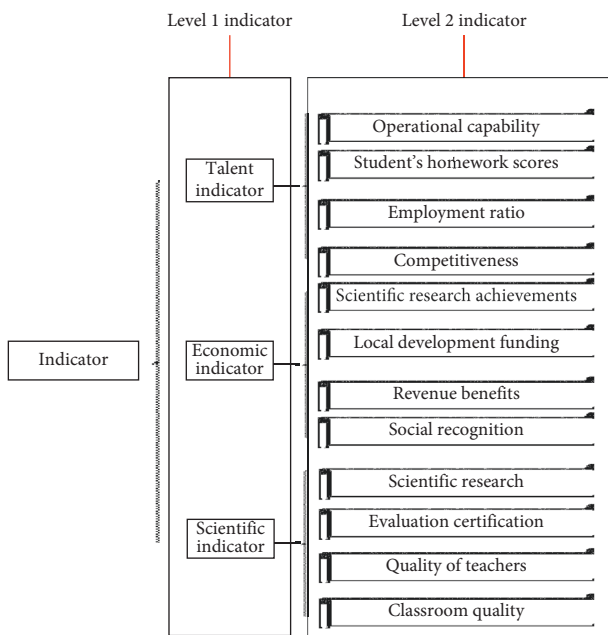 Level 1 indicator
Level 2 indicator
Operational capability
Student's homework scores
Talent
indicator
Employment ratio
Competitiveness
Scientific research achievements
Indicator
Economic
indicator
Local development funding
Revenue benefits
Social recognition
Scientific research
Scientific
indicator
Evaluation certification
Quality of teachers
Classroom quality